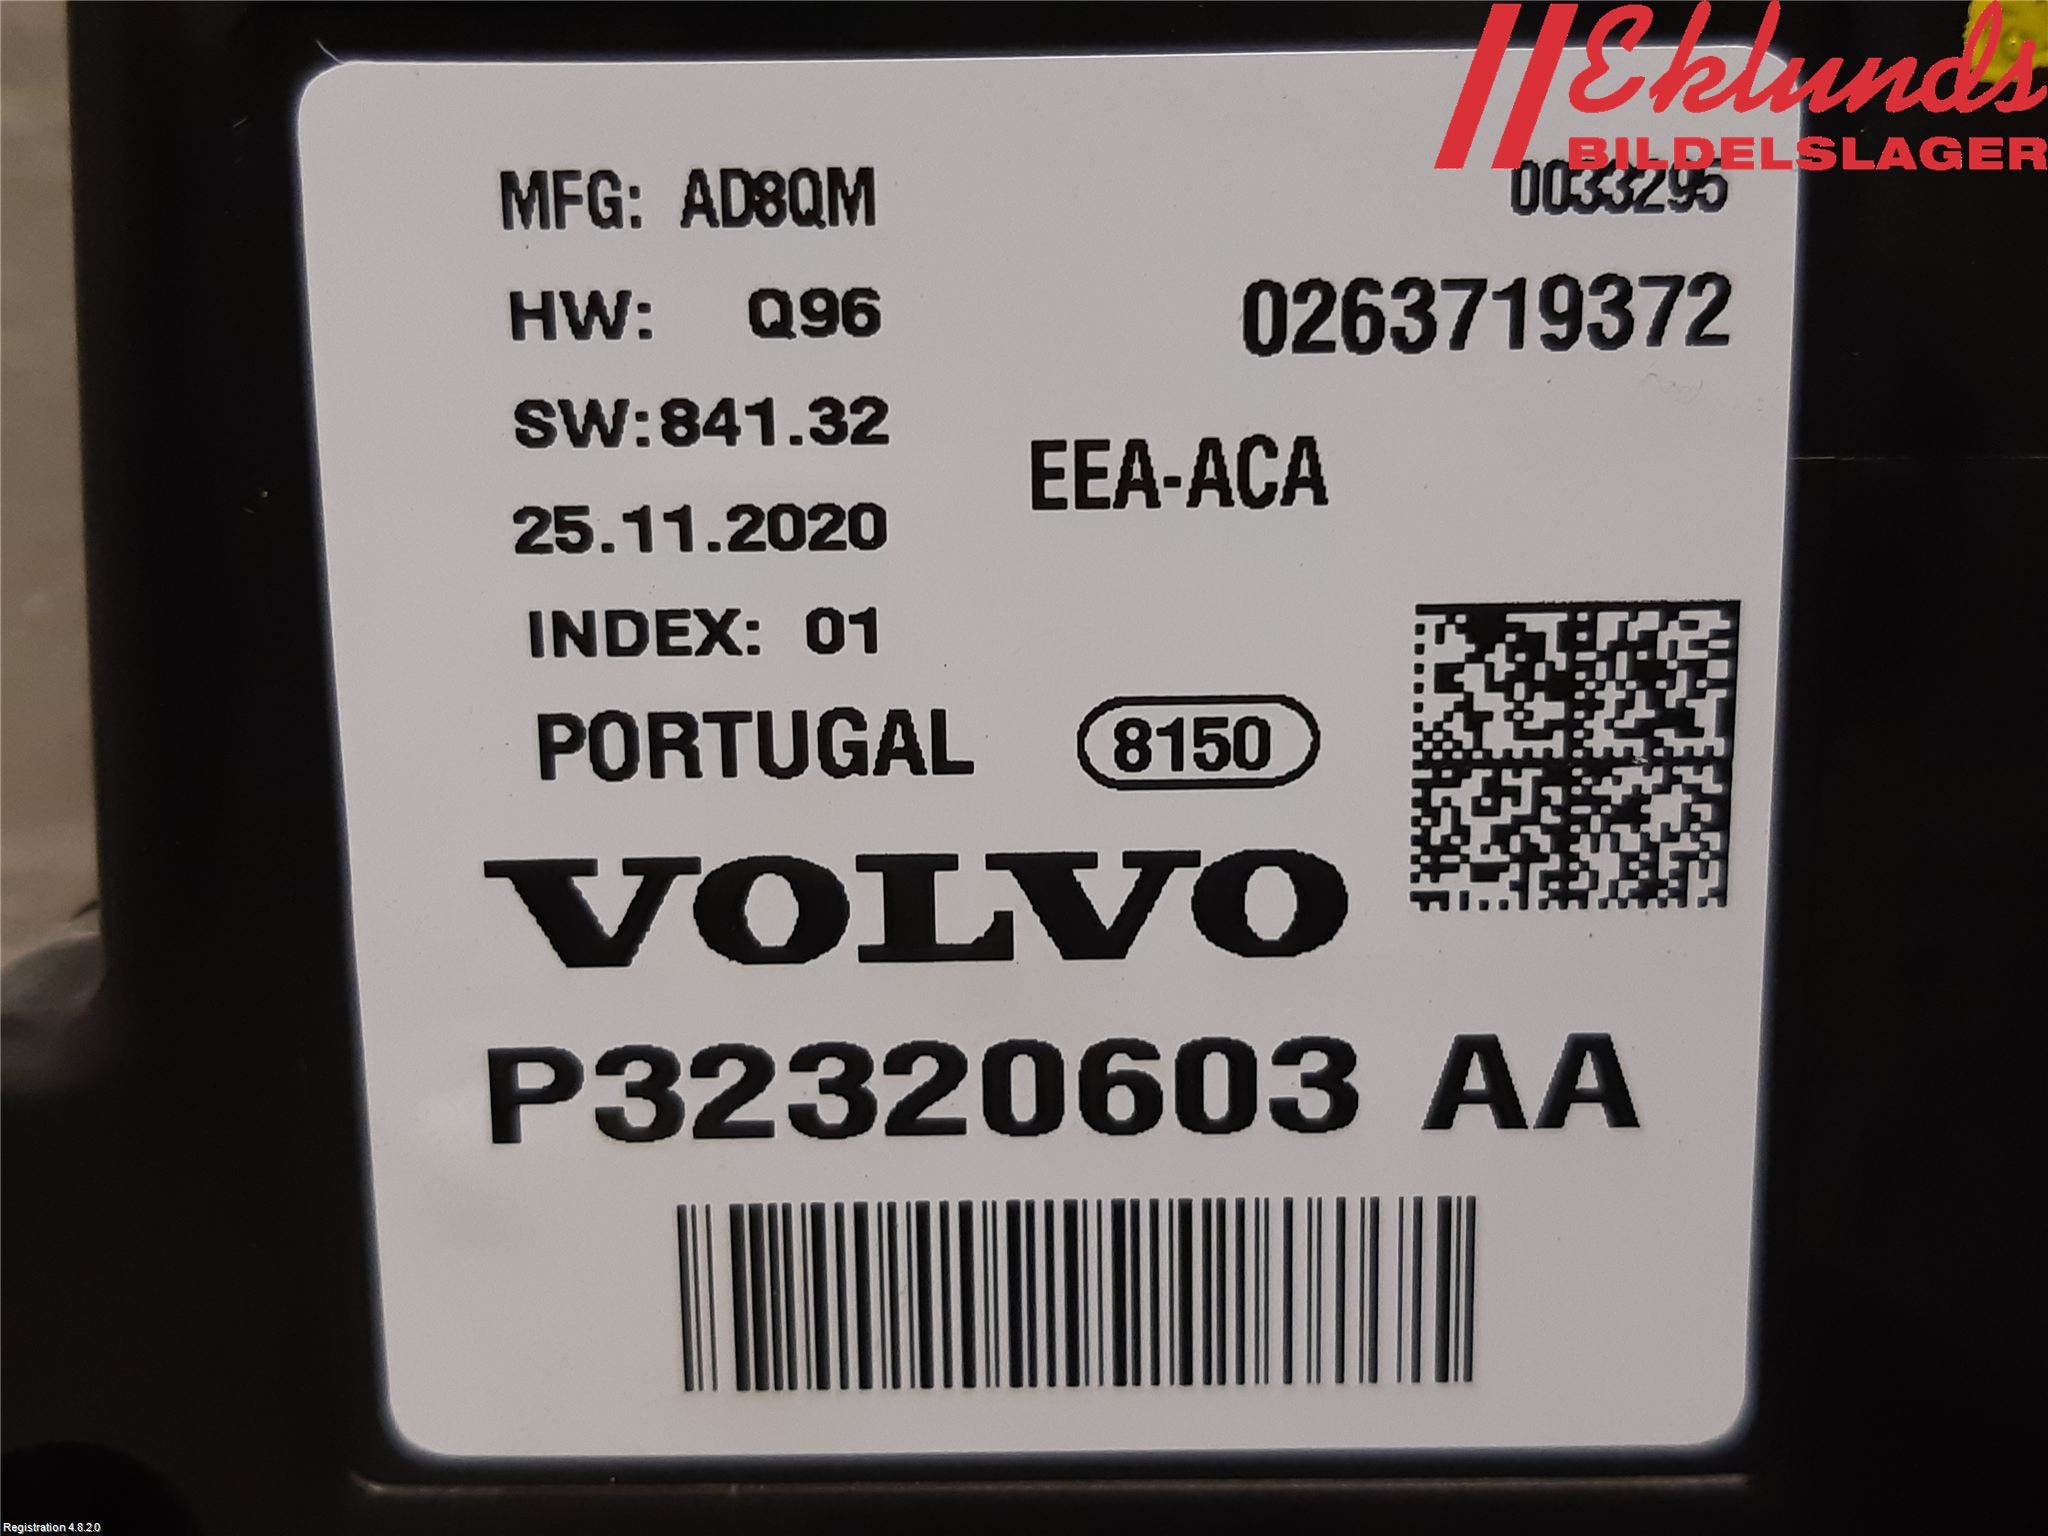 Eklunds
BILDELSLAGER
MFG: AD8QM
0033295
HW: Q96
0263719372
SW:841.32
EEA-ACA
25.11.2020
INDEX: 01
PORTUGAL
8150
VOLVO
P32320603 AA
Registration 4.8.2.0